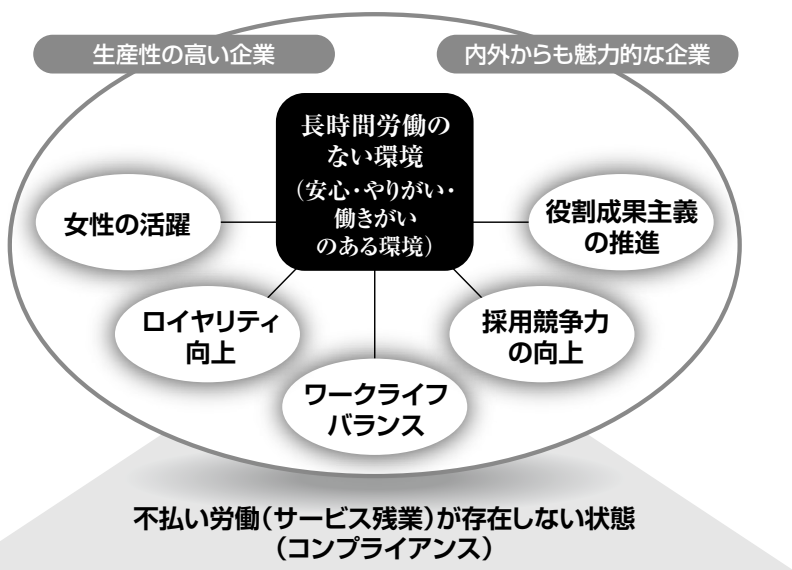 生産性の高い企業
内外からも魅力的な企業
長時間労働の
ない環境
（安心・やりがい・
働きがい
のある環境）
女性の活躍
役割成果主義
の推進
ロイヤリティ
向上
採用競争力
の向上
ワークライフ
バランス
不払い労働（サービス残業）が存在しない状態
（コンプライアンス）